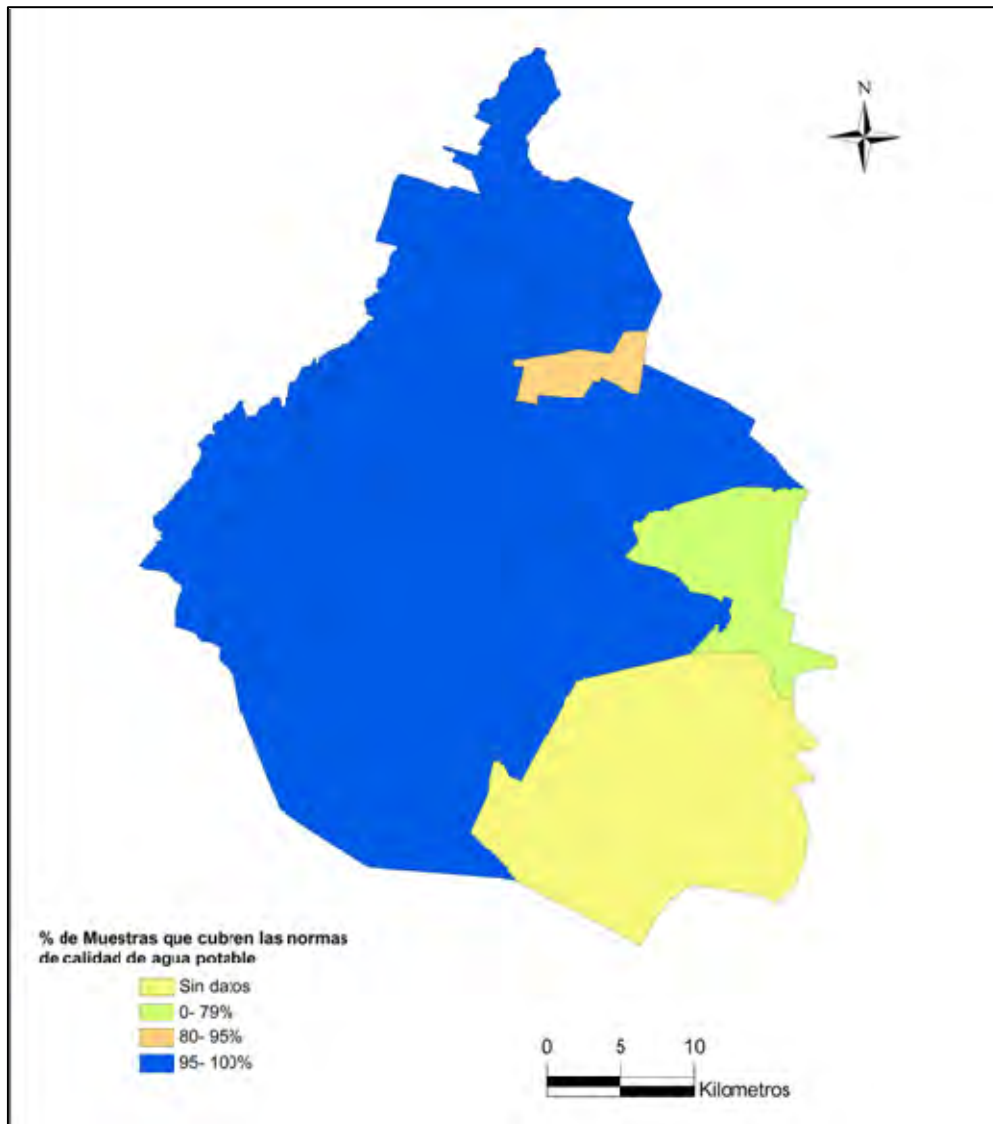 N
% de Muestras que cubren las normas
de calidad de agua potable
Sin datos
0- 79%
80- 95%
95- 100%
0 5 10
Kilometros